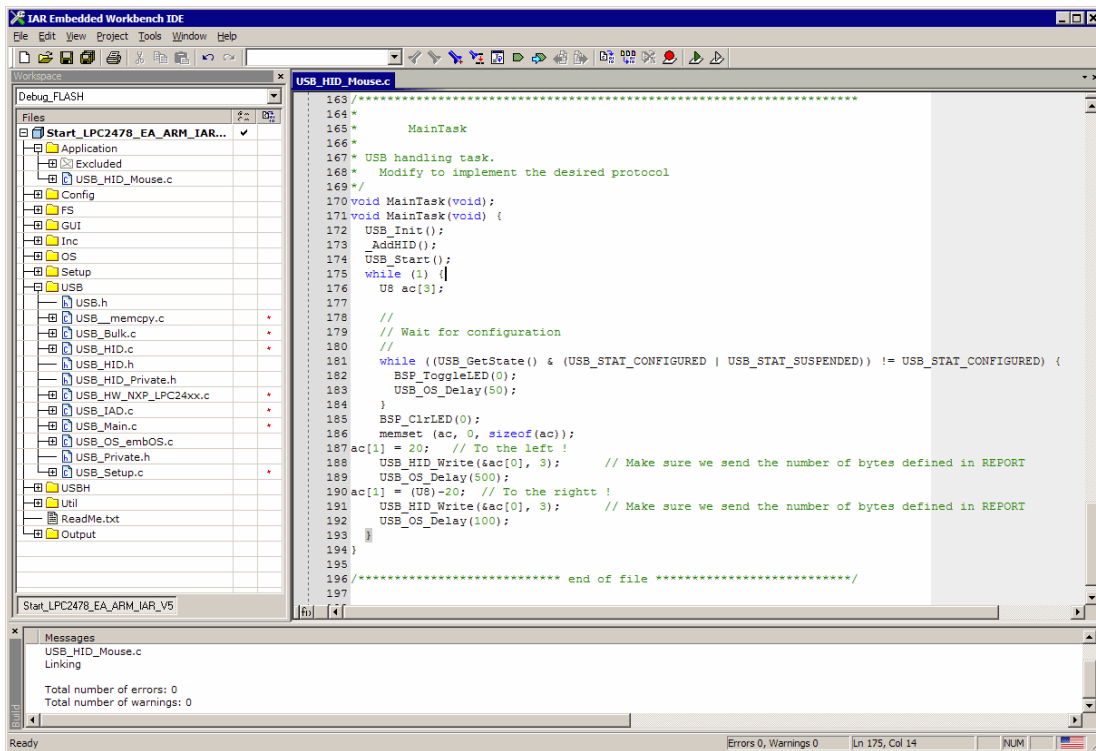 IAR Embedded Workbench IDE
File Edit View Project Tools Window Help
Workspace
Debug_FLASH
Files
Start_LPC2478_EA_ARM_IAR...
Application
Excluded
USB_HID_Mouse.c
Config
FS
GUI
Inc
OS
Setup
USB
USB.h
USB__memcpy.c *
USB_Bulk.c *
USB_HID.c *
USB_HID.h
USB_HID_Private.h
USB_HW_NXP_LPC24xx.c *
USB_IAD.c *
USB_Main.c *
USB_OS_embOS.c
USB_Private.h
USB_Setup.c *
USBH
Util
ReadMe.txt
Output
Start_LPC2478_EA_ARM_IAR_V5
USB_HID_Mouse.c
163 /*********************************************************************
164 *
165 *       MainTask
166 *
167 * USB handling task.
168 *   Modify to implement the desired protocol
169 */
170 void MainTask(void);
171 void MainTask(void) {
172   USB_Init();
173   _AddHID();
174   USB_Start();
175   while (1) {
176     U8 ac[3];
177
178     //
179     // Wait for configuration
180     //
181     while ((USB_GetState() & (USB_STAT_CONFIGURED | USB_STAT_SUSPENDED)) != USB_STAT_CONFIGURED) {
182       BSP_ToggleLED(0);
183       USB_OS_Delay(50);
184     }
185     BSP_ClrLED(0);
186     memset (ac, 0, sizeof(ac));
187 ac[1] = 20;   // To the left !
188     USB_HID_Write(&ac[0], 3);      // Make sure we send the number of bytes defined in REPORT
189     USB_OS_Delay(500);
190 ac[1] = (U8)-20;  // To the rightt !
191     USB_HID_Write(&ac[0], 3);      // Make sure we send the number of bytes defined in REPORT
192     USB_OS_Delay(100);
193   }
194 }
195
196 /**************************** end of file ***************************/
197
Messages
USB_HID_Mouse.c
Linking
Total number of errors: 0
Total number of warnings: 0
Build
Ready
Errors 0, Warnings 0
Ln 175, Col 14
NUM